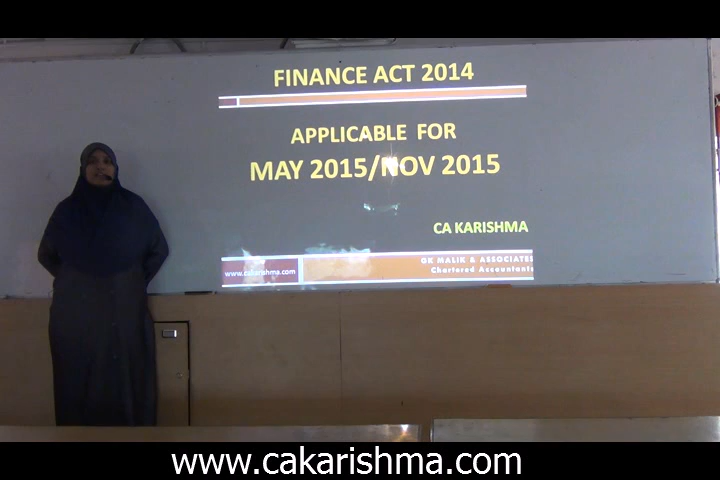 FINANCE ACT 2014
APPLICABLE FOR
MAY 2015/NOV 2015
CA KARISHMA
www.cakarishma.com
GK MALIK & ASSOCIATES
Chartered Accountants
www.cakarishma.com